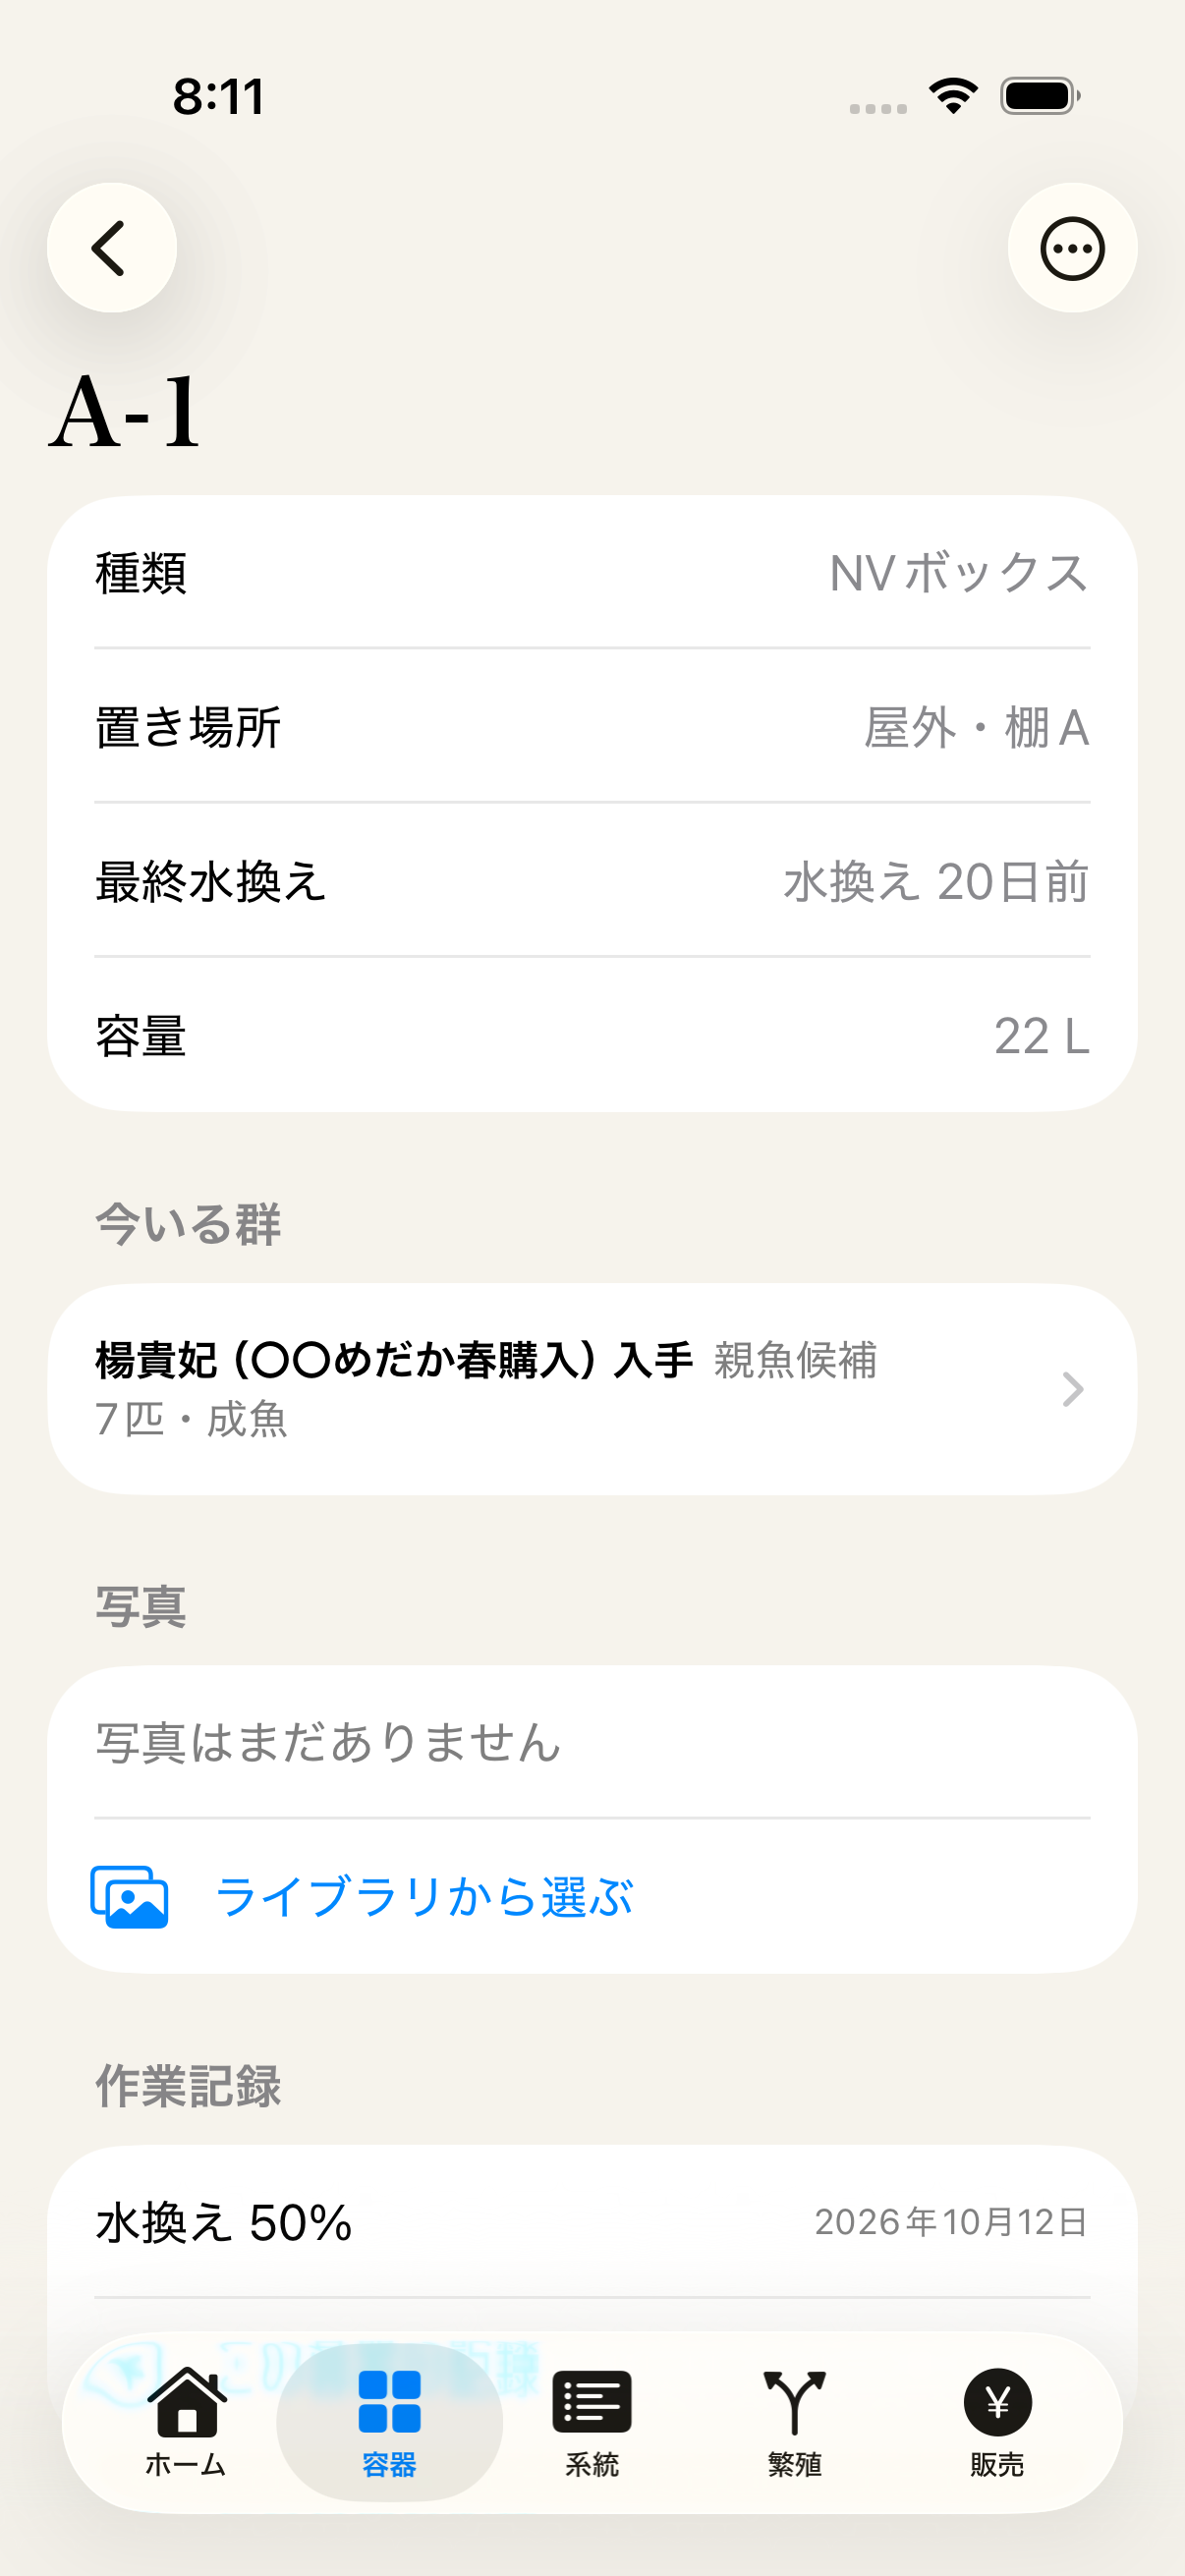 8:11
A-1
種類 NVボックス
置き場所 屋外・棚A
最終水換え 水換え 20日前
容量 22 L
今いる群
楊貴妃（〇〇めだか春購入）入手 親魚候補
7匹・成魚
写真
写真はまだありません
ライブラリから選ぶ
作業記録
水換え 50% 2026年10月12日
ホーム 容器 系統 繁殖 販売